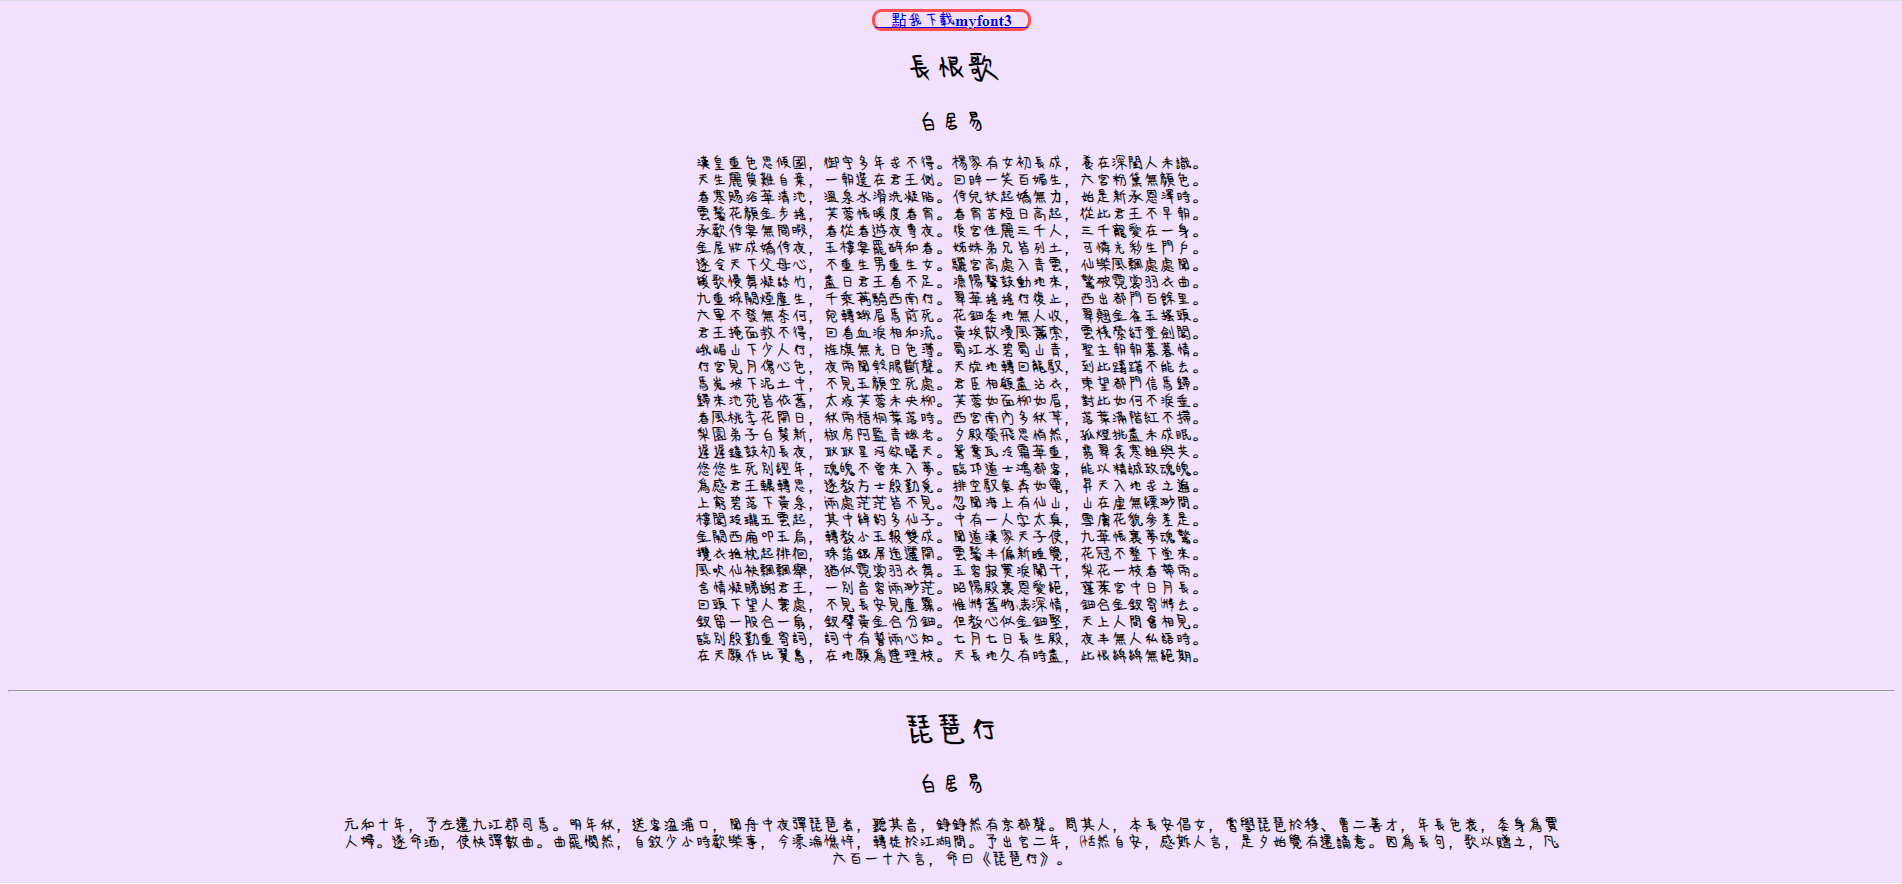 點我下載myfont3
長恨歌
白居易
漢皇重色思傾國，御宇多年求不得。楊家有女初長成，養在深閨人未識。
天生麗質難自棄，一朝選在君王側。回眸一笑百媚生，六宮粉黛無顏色。
春寒賜浴華清池，溫泉水滑洗凝脂。侍兒扶起嬌無力，始是新承恩澤時。
雲鬢花顏金步搖，芙蓉帳暖度春宵。春宵苦短日高起，從此君王不早朝。
承歡侍宴無閒暇，春從春遊夜專夜。後宮佳麗三千人，三千寵愛在一身。
金屋妝成嬌侍夜，玉樓宴罷醉和春。姊妹弟兄皆列土，可憐光彩生門戶。
遂令天下父母心，不重生男重生女。驪宮高處入青雲，仙樂風飄處處聞。
緩歌慢舞凝絲竹，盡日君王看不足。漁陽鼙鼓動地來，驚破霓裳羽衣曲。
九重城闕煙塵生，千乘萬騎西南行。翠華搖搖行復止，西出都門百餘里。
六軍不發無奈何，宛轉蛾眉馬前死。花鈿委地無人收，翠翹金雀玉搔頭。
君王掩面救不得，回看血淚相和流。黃埃散漫風蕭索，雲棧縈紆登劍閣。
峨嵋山下少人行，旌旗無光日色薄。蜀江水碧蜀山青，聖主朝朝暮暮情。
行宮見月傷心色，夜雨聞鈴腸斷聲。天旋地轉回龍馭，到此躊躇不能去。
馬嵬坡下泥土中，不見玉顏空死處。君臣相顧盡沾衣，東望都門信馬歸。
歸來池苑皆依舊，太液芙蓉未央柳。芙蓉如面柳如眉，對此如何不淚垂。
春風桃李花開日，秋雨梧桐葉落時。西宮南內多秋草，落葉滿階紅不掃。
梨園弟子白髮新，椒房阿監青娥老。夕殿螢飛思悄然，孤燈挑盡未成眠。
遲遲鐘鼓初長夜，耿耿星河欲曙天。鴛鴦瓦冷霜華重，翡翠衾寒誰與共。
悠悠生死別經年，魂魄不曾來入夢。臨邛道士鴻都客，能以精誠致魂魄。
為感君王輾轉思，遂教方士殷勤覓。排空馭氣奔如電，昇天入地求之遍。
上窮碧落下黃泉，兩處茫茫皆不見。忽聞海上有仙山，山在虛無縹渺間。
樓閣玲瓏五雲起，其中綽約多仙子。中有一人字太真，雪膚花貌參差是。
金闕西廂叩玉扃，轉教小玉報雙成。聞道漢家天子使，九華帳裏夢魂驚。
攬衣推枕起徘徊，珠箔銀屏迤邐開。雲鬢半偏新睡覺，花冠不整下堂來。
風吹仙袂飄飄舉，猶似霓裳羽衣舞。玉容寂寞淚闌干，梨花一枝春帶雨。
含情凝睇謝君王，一別音容兩渺茫。昭陽殿裏恩愛絕，蓬萊宮中日月長。
回頭下望人寰處，不見長安見塵霧。惟將舊物表深情，鈿合金釵寄將去。
釵留一股合一扇，釵擘黃金合分鈿。但教心似金鈿堅，天上人間會相見。
臨別殷勤重寄詞，詞中有誓兩心知。七月七日長生殿，夜半無人私語時。
在天願作比翼鳥，在地願為連理枝。天長地久有時盡，此恨綿綿無絕期。
琵琶行
白居易
元和十年，予左遷九江郡司馬。明年秋，送客湓浦口，聞舟中夜彈琵琶者，聽其音，錚錚然有京都聲。問其人，本長安倡女，嘗學琵琶於穆、曹二善才，年長色衰，委身為賈
人婦。遂命酒，使快彈數曲。曲罷憫然，自敘少小時歡樂事，今漂淪憔悴，轉徙於江湖間。予出官二年，恬然自安，感斯人言，是夕始覺有遷謫意。因為長句，歌以贈之，凡
六百一十六言，命曰《琵琶行》。